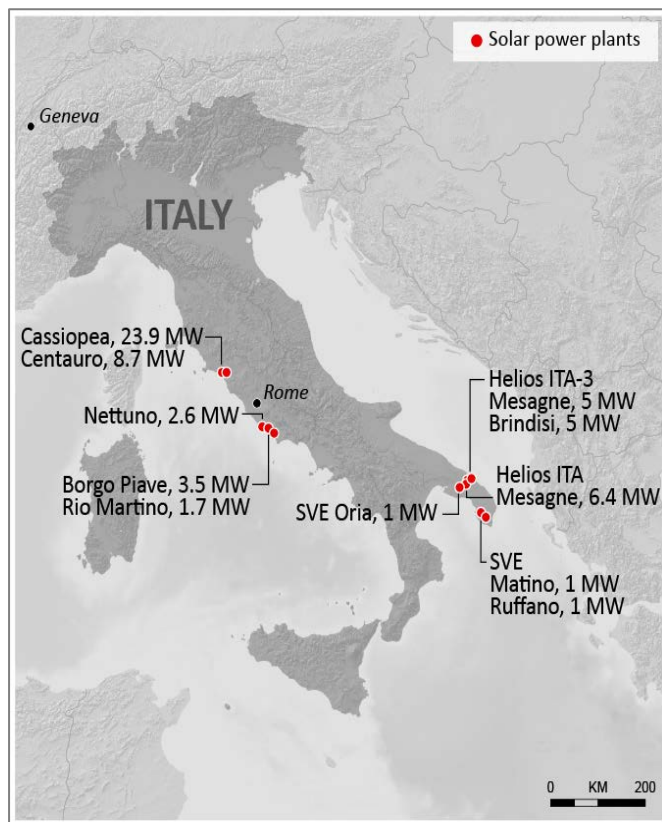 Solar power plants
Geneva
ITALY
Cassiopea, 23.9 MW
Centauro, 8.7 MW
Rome
Nettuno, 2.6 MW
Borgo Piave, 3.5 MW
Rio Martino, 1.7 MW
Helios ITA-3
Mesagne, 5 MW
Brindisi, 5 MW
Helios ITA
Mesagne, 6.4 MW
SVE Oria, 1 MW
SVE
Matino, 1 MW
Ruffano, 1 MW
KM
0 200